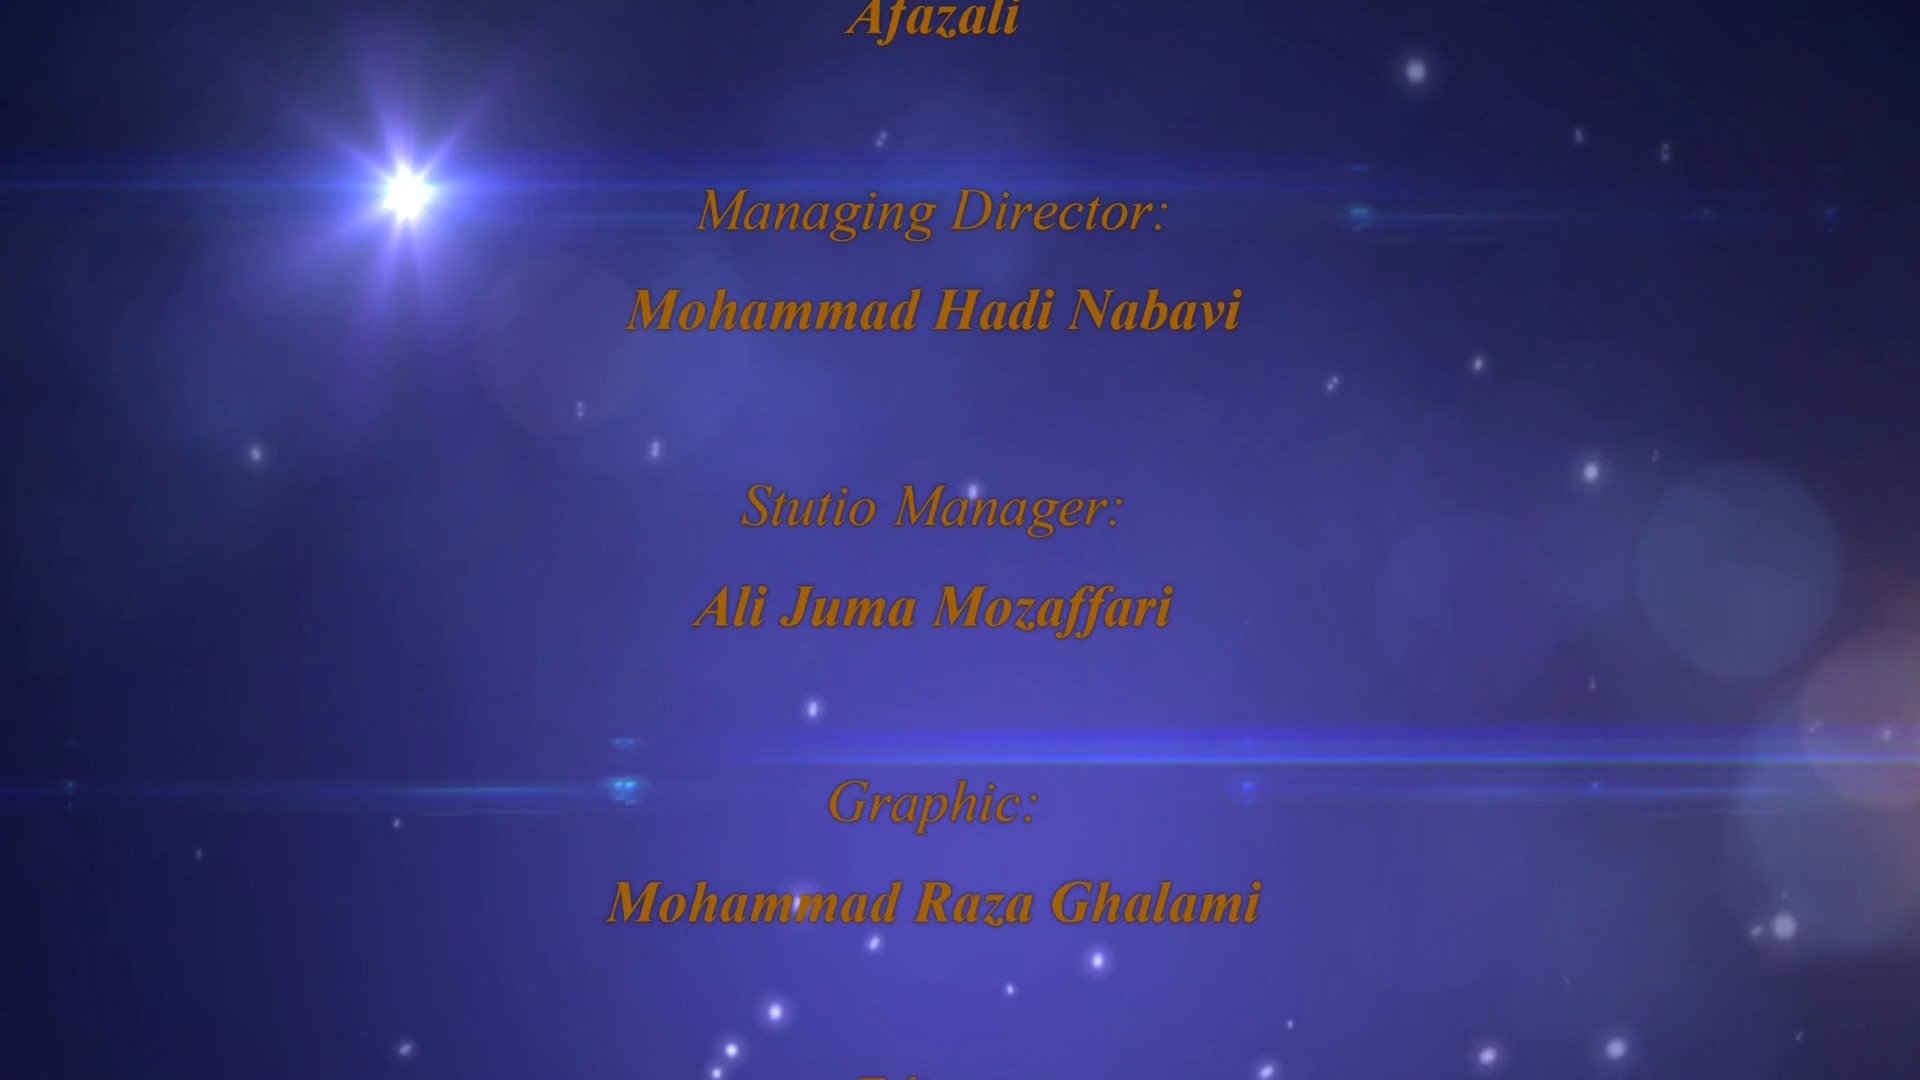 Afazali
Managing Director:
Mohammad Hadi Nabavi
Stutio Manager:
Ali Juma Mozaffari
Graphic:
Mohammad Raza Ghalami